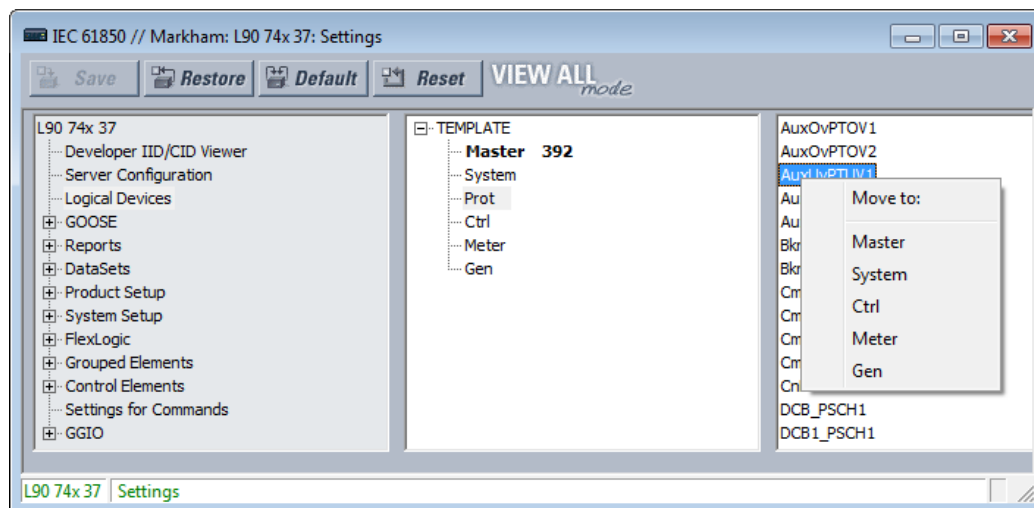 IEC 61850 // Markham: L90 74x 37: Settings
Save Restore Default Reset VIEW ALL mode
L90 74x 37
Developer IID/CID Viewer
Server Configuration
Logical Devices
GOOSE
Reports
DataSets
Product Setup
System Setup
FlexLogic
Grouped Elements
Control Elements
Settings for Commands
GGIO
TEMPLATE
Master 392
System
Prot
Ctrl
Meter
Gen
AuxOvPTOV1
AuxOvPTOV2
AuxUvPTUV1
Move to:
Master
System
Ctrl
Meter
Gen
DCB_PSCH1
DCB1_PSCH1
L90 74x 37 Settings